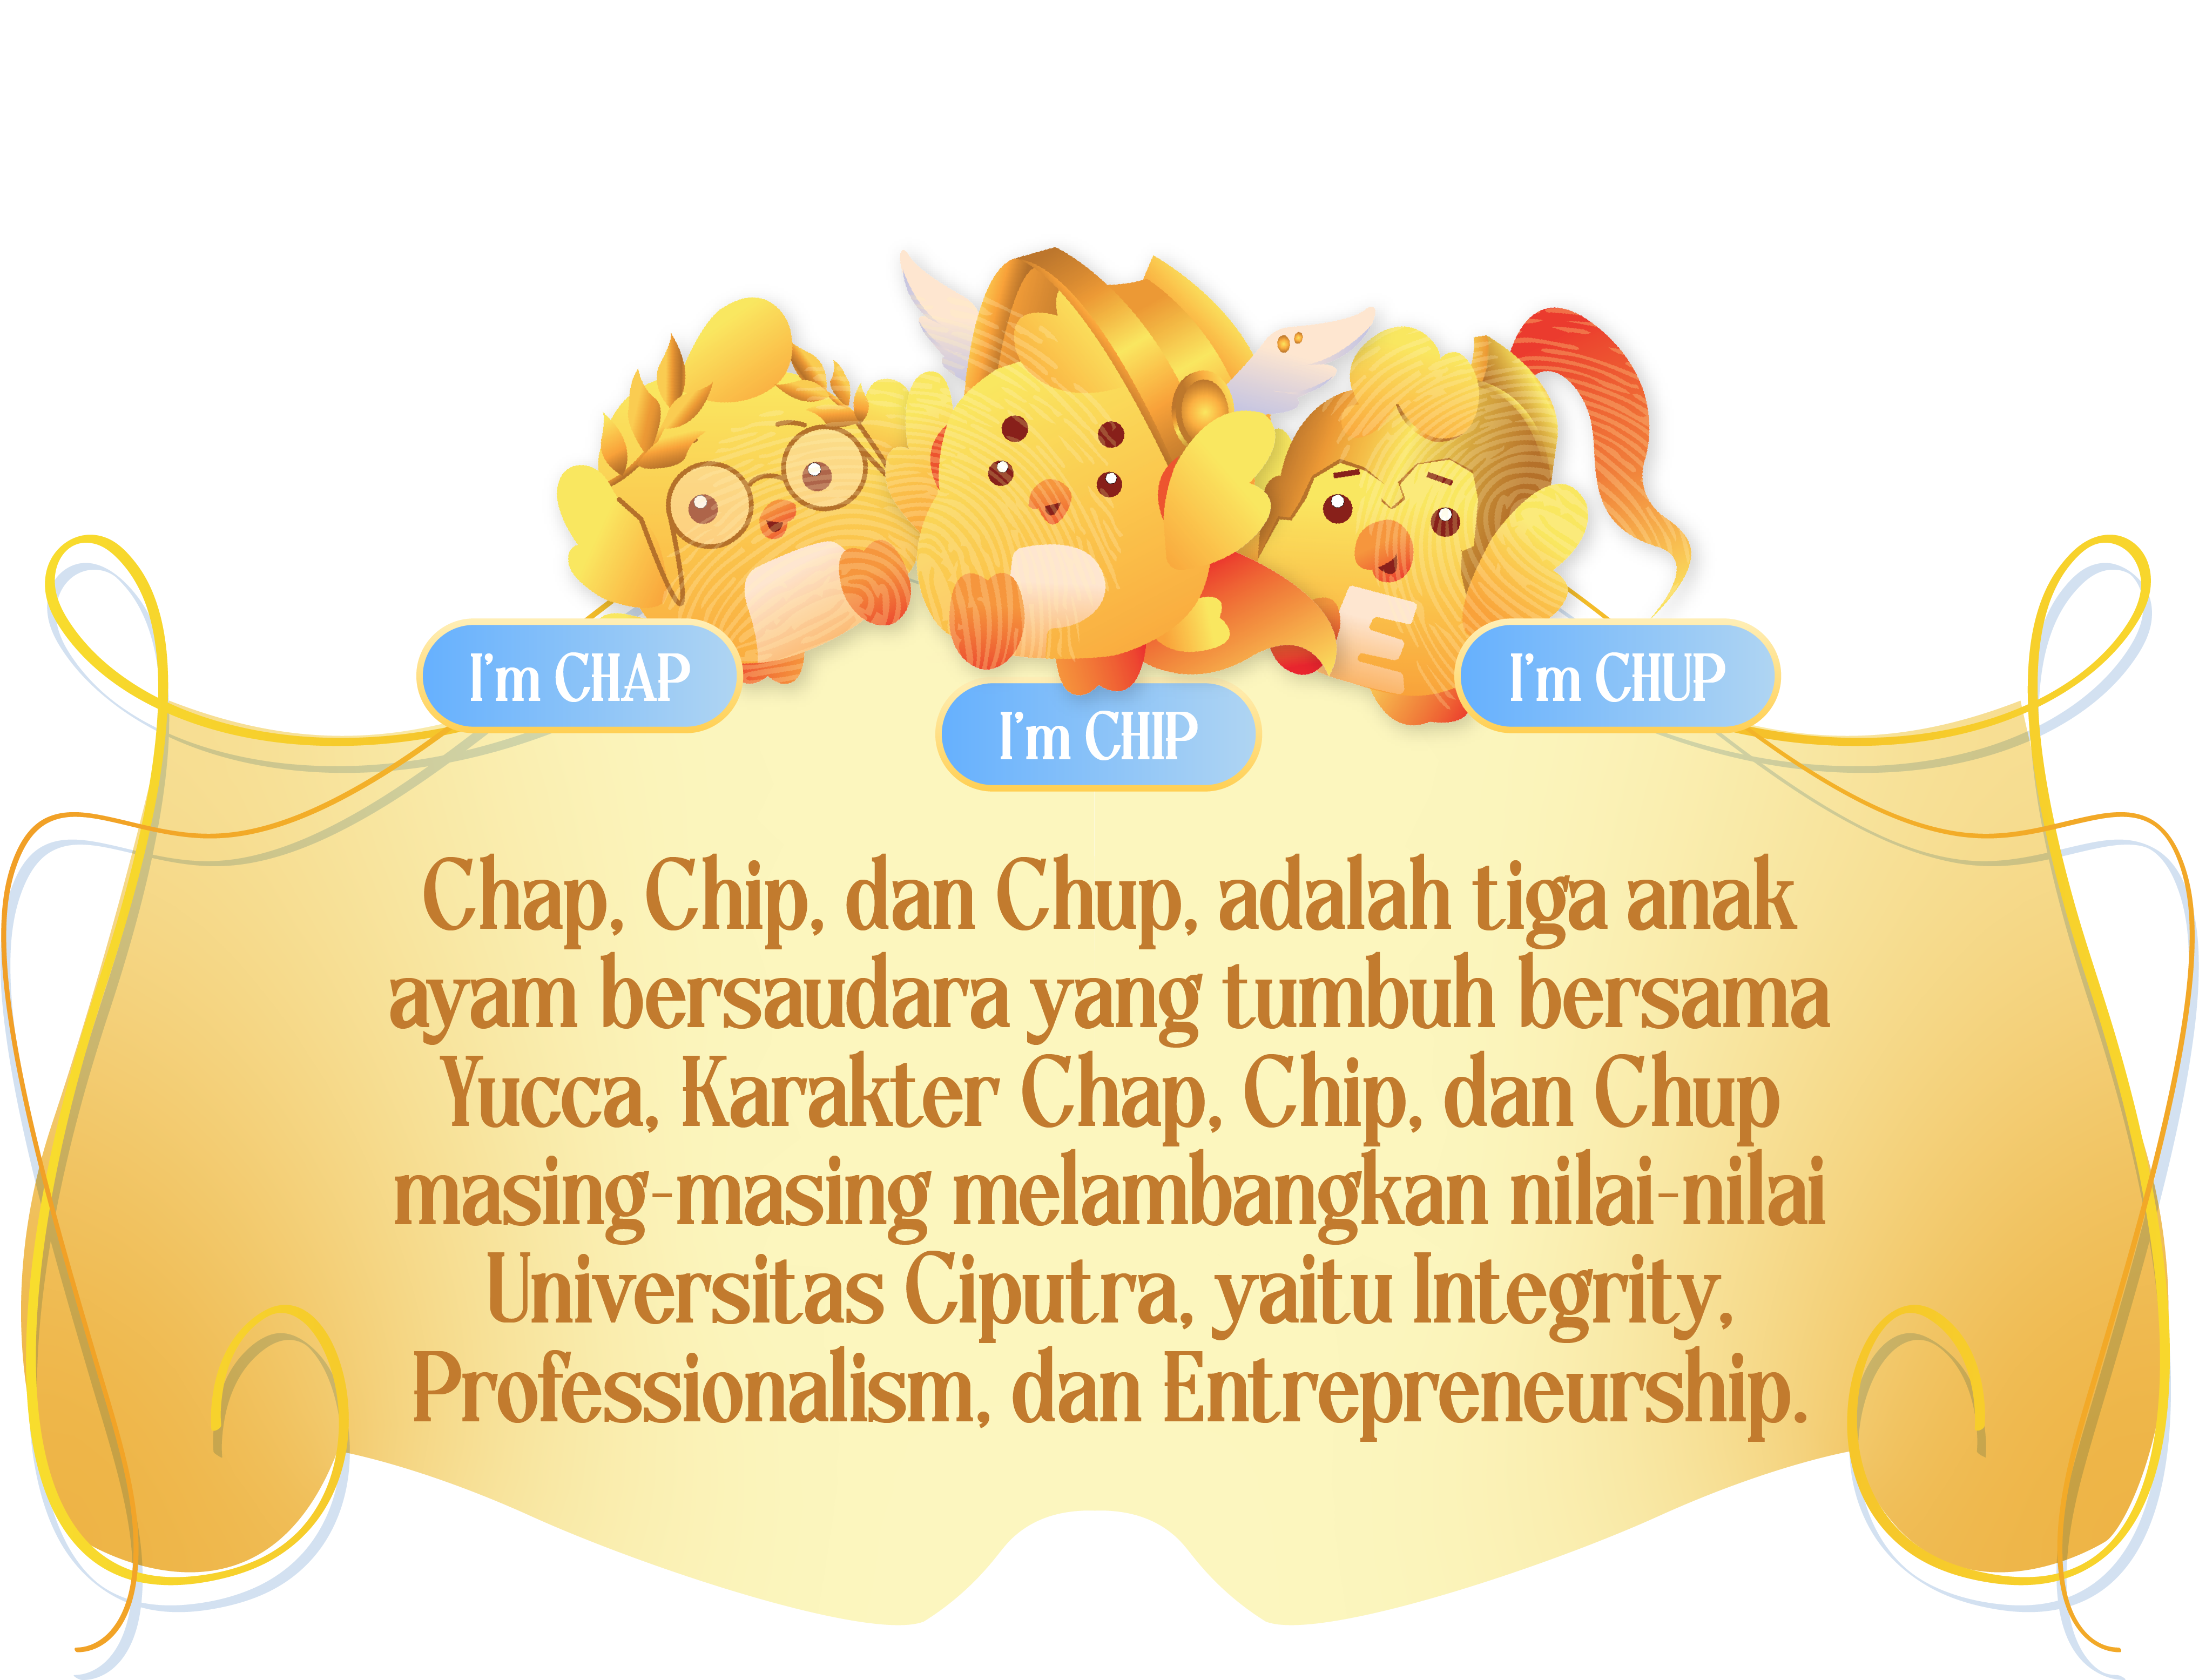 I'm CHAP
I'm CHIP
I'm CHUP
E
Chap, Chip, dan Chup, adalah tiga anak
ayam bersaudara yang tumbuh bersama
Yucca, Karakter Chap, Chip, dan Chup
masing-masing melambangkan nilai-nilai
Universitas Ciputra, yaitu Integrity,
Professionalism, dan Entrepreneurship.